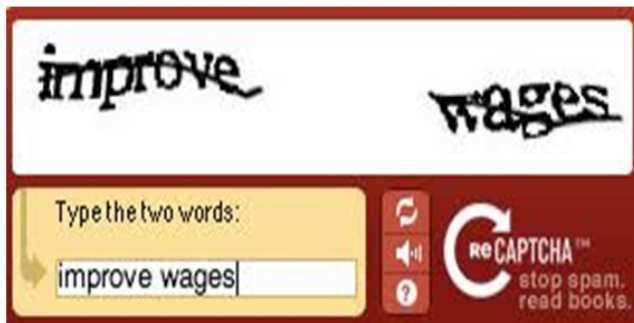 improve wages
Type the two words:
improve wages
?
reCAPTCHA™
stop spam.
read books.